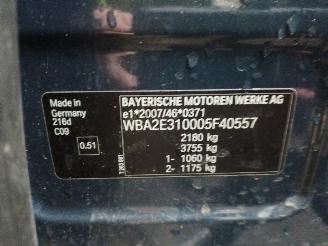 Made in
Germany
216d
C09
0.51
BAYERISCHE MOTOREN WERKE AG
e1*2007/46*0371
WBA2E310005F40557
2180 kg
3755 kg
1- 1060 kg
2- 1175 kg